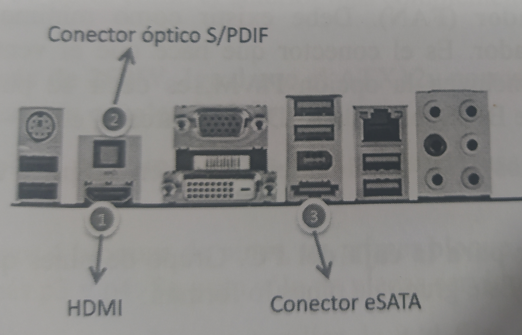 Conector óptico S/PDIF
2
1
3
HDMI
Conector eSATA